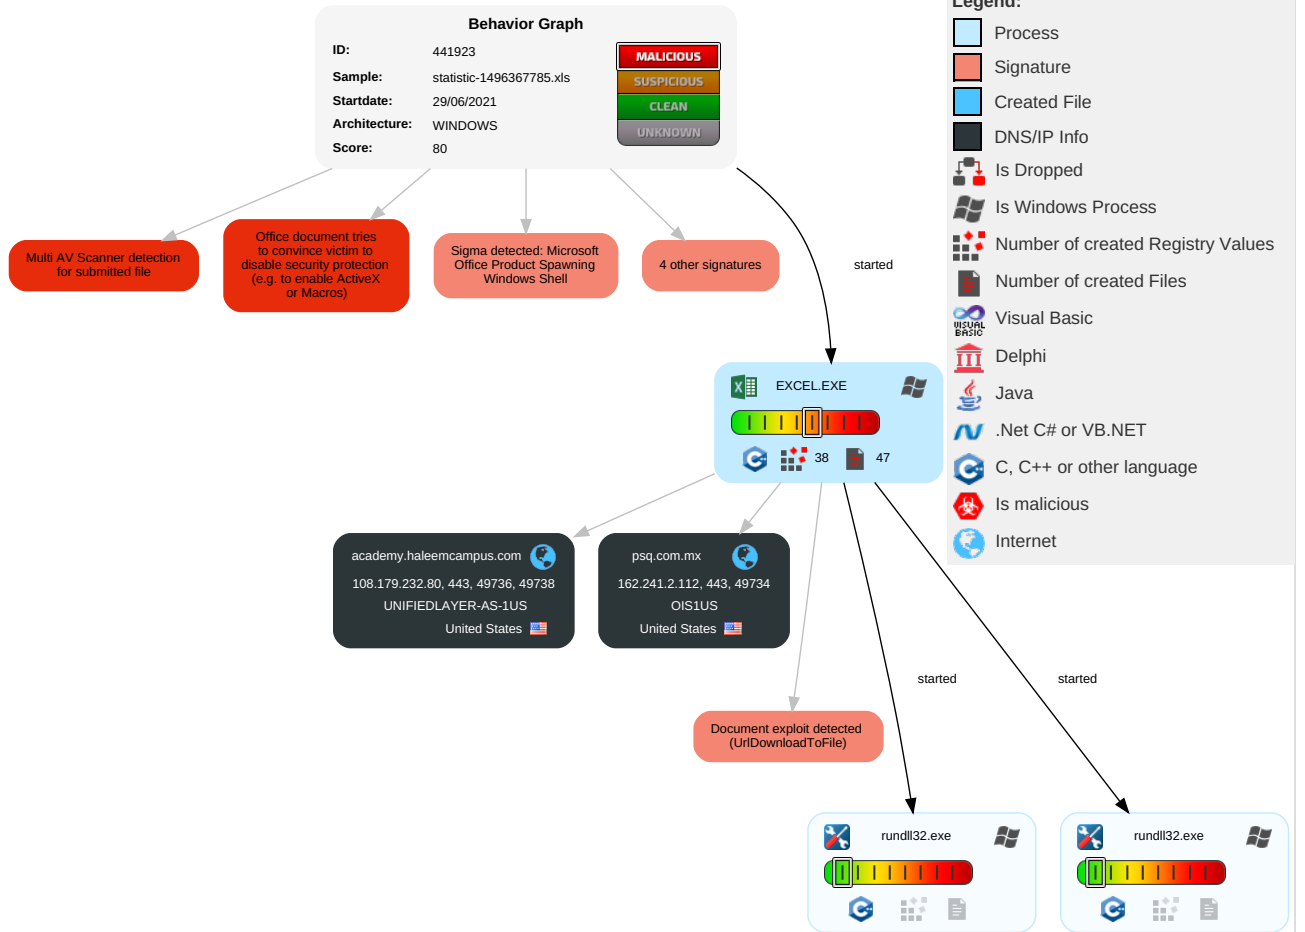 Behavior Graph
ID: 441923
Sample: statistic-1496367785.xls
Startdate: 29/06/2021
Architecture: WINDOWS
Score: 80
MALICIOUS
SUSPICIOUS
CLEAN
UNKNOWN
Legend:
Process
Signature
Created File
DNS/IP Info
Is Dropped
Is Windows Process
Number of created Registry Values
Number of created Files
VISUAL
BASIC
Visual Basic
Delphi
Java
.Net C# or VB.NET
C, C++ or other language
Is malicious
Internet
Multi AV Scanner detection
for submitted file
Office document tries
to convince victim to
disable security protection
(e.g. to enable ActiveX
or Macros)
Sigma detected: Microsoft
Office Product Spawning
Windows Shell
4 other signatures
started
EXCEL.EXE
38 47
academy.haleemcampus.com
108.179.232.80, 443, 49736, 49738
UNIFIEDLAYER-AS-1US
United States
psq.com.mx
162.241.2.112, 443, 49734
OIS1US
United States
started
started
Document exploit detected
(UrlDownloadToFile)
rundll32.exe
rundll32.exe